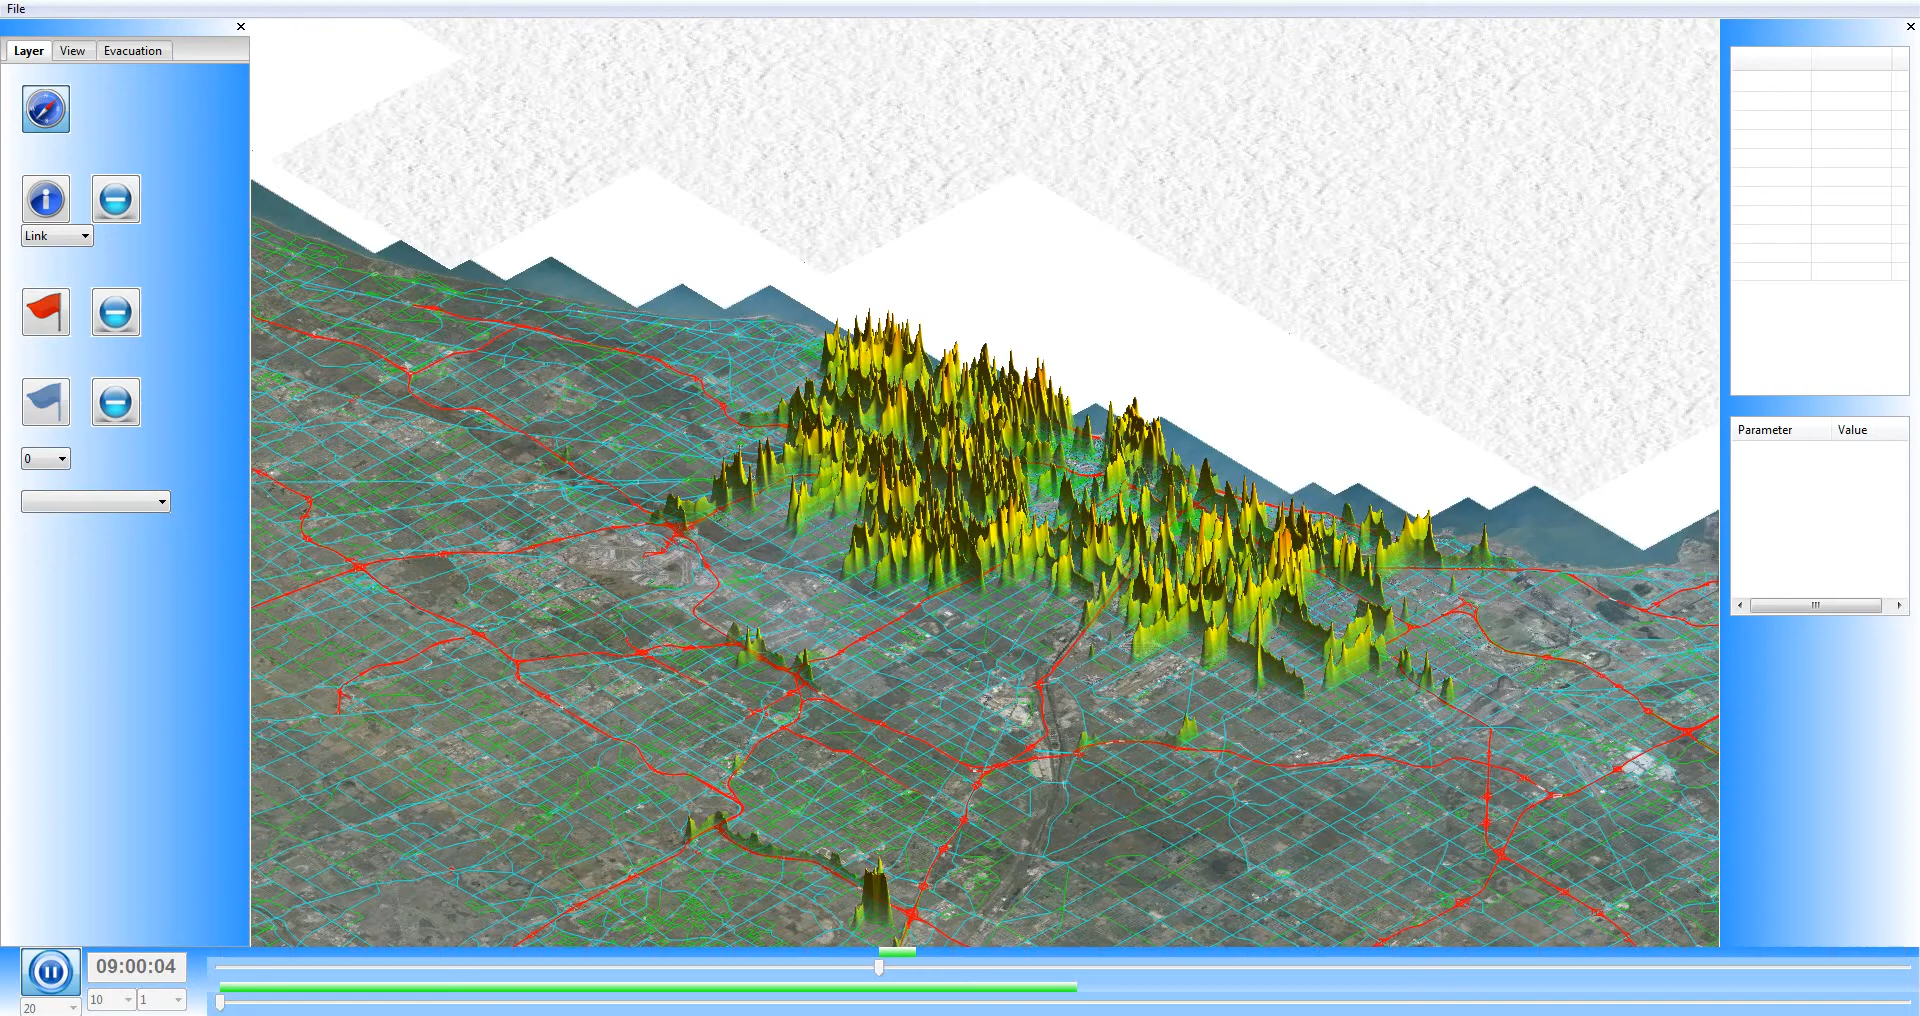 File
Layer View Evacuation
Link
0
Parameter Value
09:00:04
10 1
20